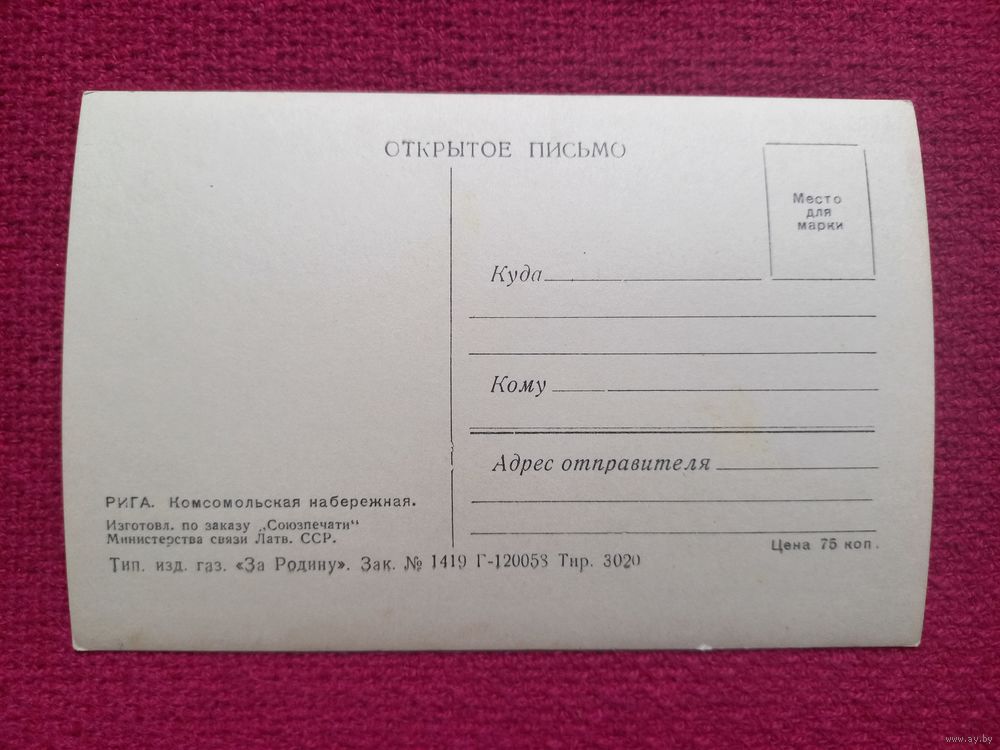 ОТКРЫТОЕ ПИСЬМО
Место
для
марки
Куда
Кому
Адрес отправителя
РИГА. Комсомольская набережная.
Изготовл. по заказу „Союзпечати“
Министерства связи Латв. ССР.
Цена 75 коп.
Тип. изд. газ. «За Родину». Зак. № 1419 Г-120058 Тир. 3020
www.ay.by